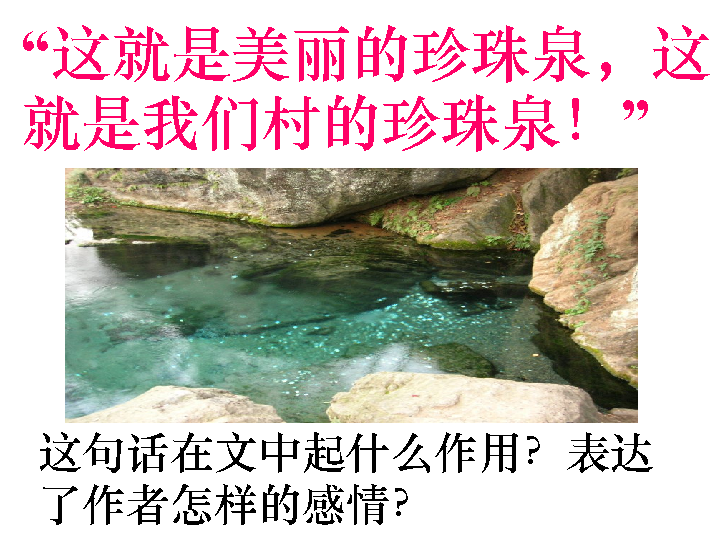 “这就是美丽的珍珠泉，这
就是我们村的珍珠泉！”
这句话在文中起什么作用？表达
了作者怎样的感情？